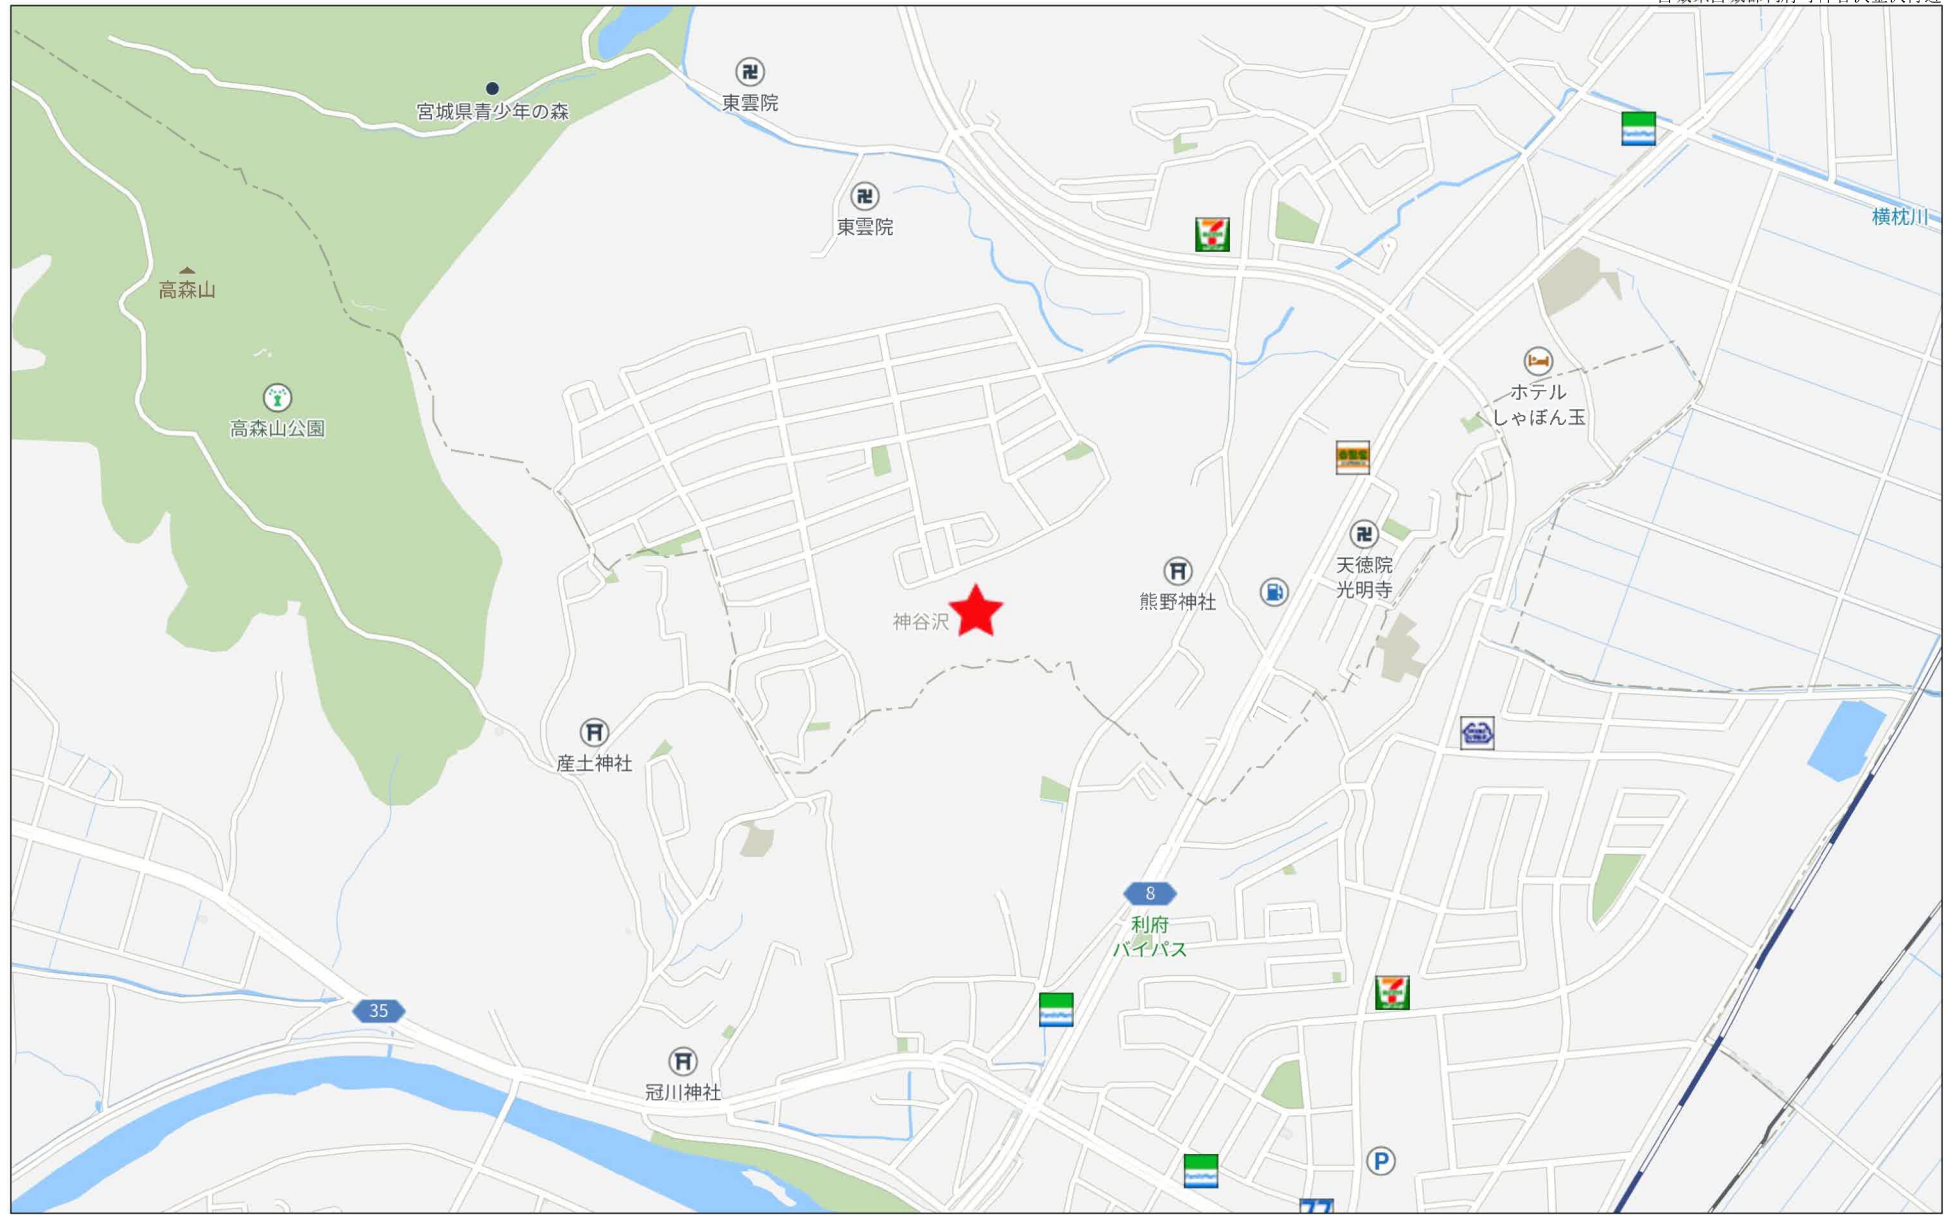 東雲院
宮城県青少年の森
東雲院
横枕川
高森山
ホテル
しゃぼん玉
高森山公園
天徳院
光明寺
熊野神社
神谷沢
産土神社
8
利府
バイパス
35
冠川神社
P
77